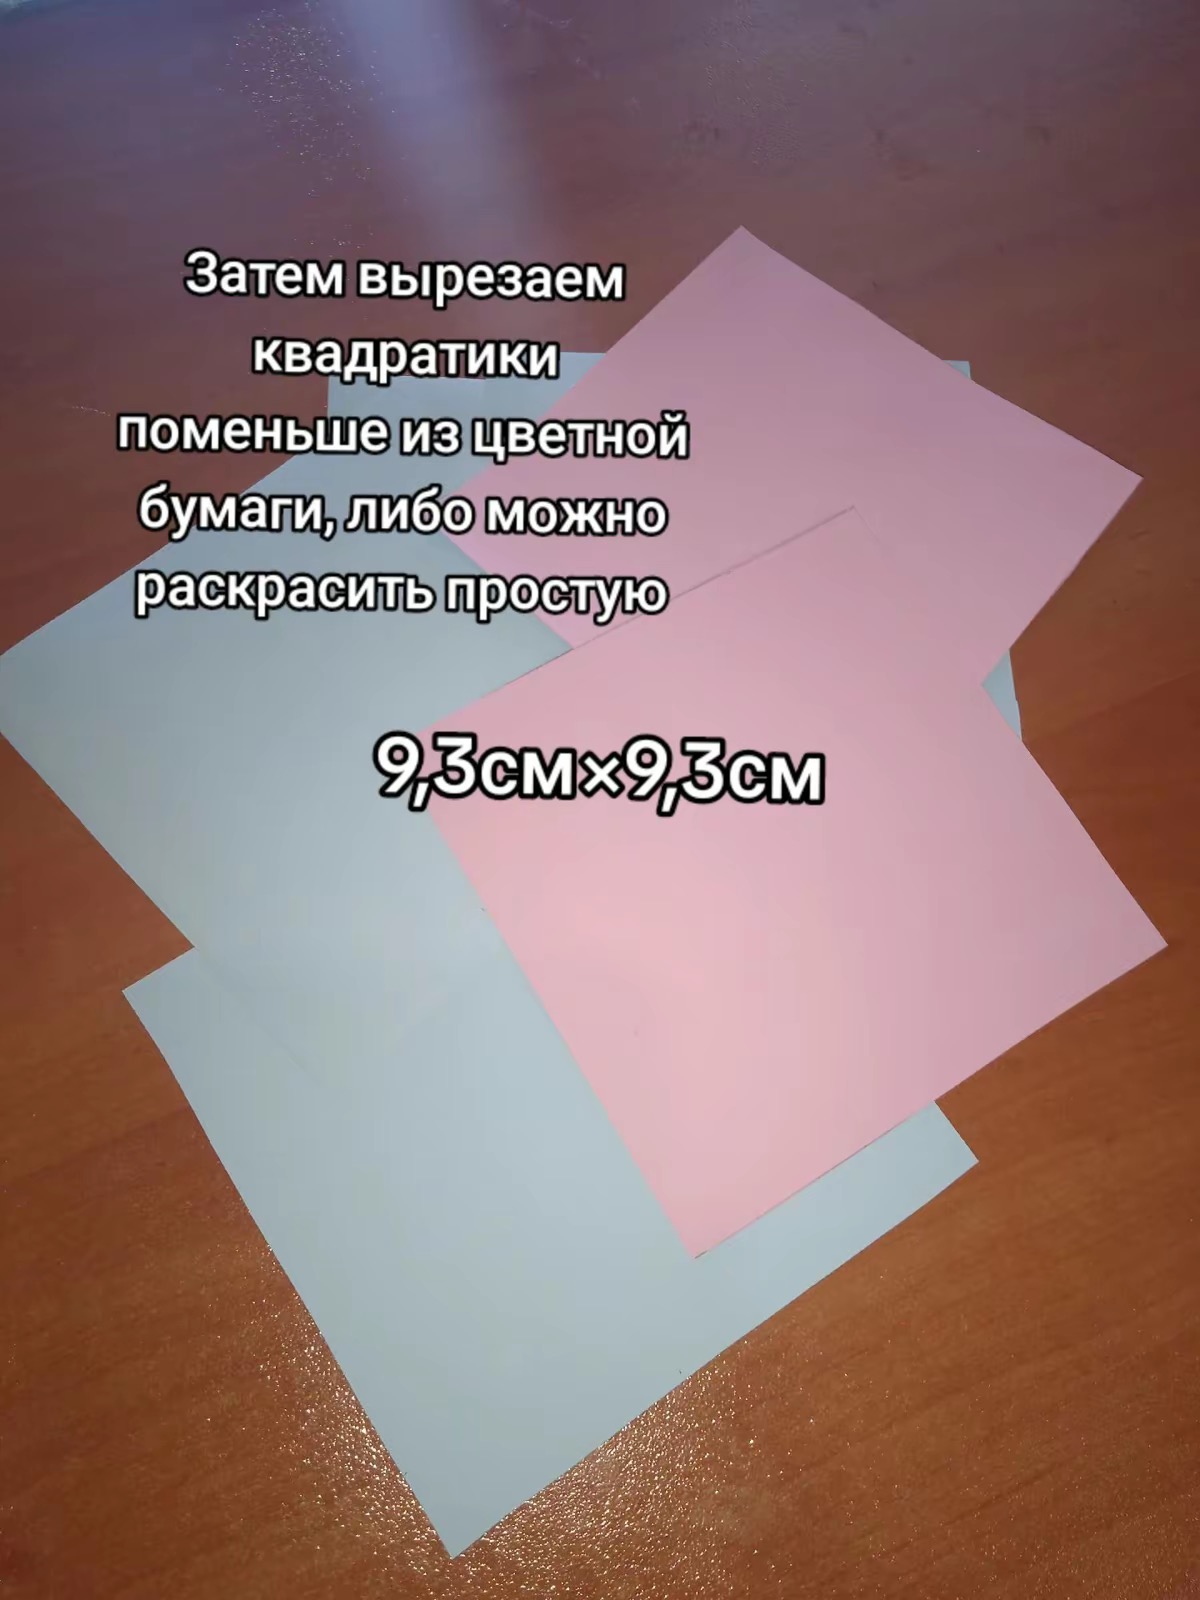 Затем вырезаем
квадратики
поменьше из цветной
бумаги, либо можно
раскрасить простую
9,3см×9,3см